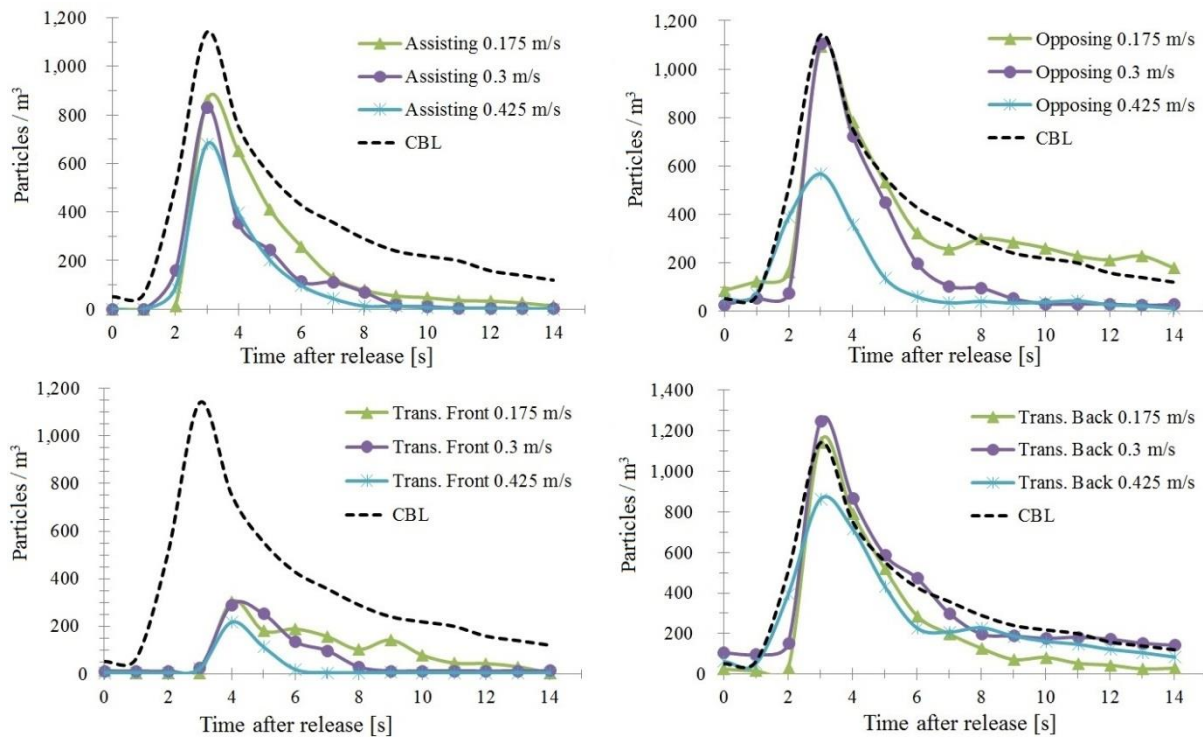 1,200
1,000
800
600
400
200
0
Particles / m³
Assisting 0.175 m/s
Assisting 0.3 m/s
Assisting 0.425 m/s
CBL
0 2 4 6 8 10 12 14
Time after release [s]
1,200
1,000
800
600
400
200
0
Particles / m³
Opposing 0.175 m/s
Opposing 0.3 m/s
Opposing 0.425 m/s
CBL
0 2 4 6 8 10 12 14
Time after release [s]
1,200
1,000
800
600
400
200
0
Particles / m³
Trans. Front 0.175 m/s
Trans. Front 0.3 m/s
Trans. Front 0.425 m/s
CBL
0 2 4 6 8 10 12 14
Time after release [s]
1,400
1,200
1,000
800
600
400
200
0
Particles / m³
Trans. Back 0.175 m/s
Trans. Back 0.3 m/s
Trans. Back 0.425 m/s
CBL
0 2 4 6 8 10 12 14
Time after release [s]